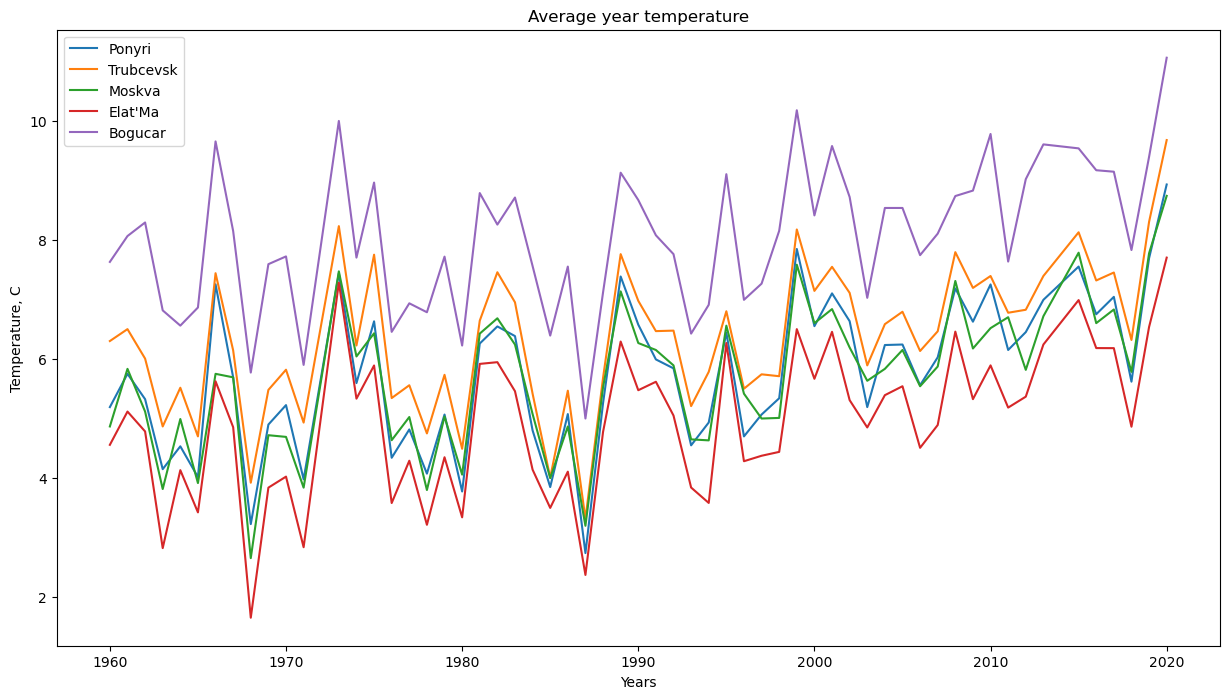 Average year temperature
Ponyri
Trubcevsk
Moskva
Elat'Ma
Bogucar
10
8
6
4
2
Temperature, C
1960 1970 1980 1990 2000 2010 2020
Years